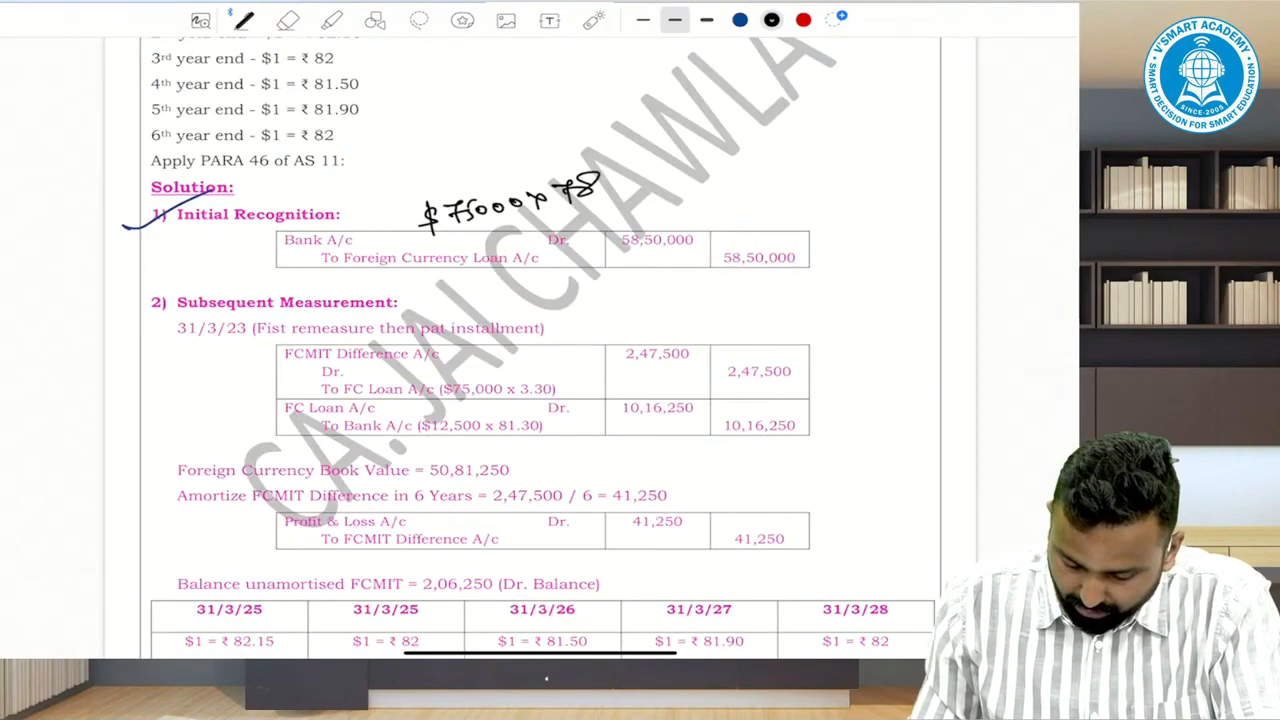 3rd year end - $1 = ₹ 82
4th year end - $1 = ₹ 81.50
5th year end - $1 = ₹ 81.90
6th year end - $1 = ₹ 82
Apply PARA 46 of AS 11:
Solution:
1) Initial Recognition:
$ 75000 x 78
Bank A/c Dr. 58,50,000
To Foreign Currency Loan A/c 58,50,000
2) Subsequent Measurement:
31/3/23 (Fist remeasure then pat installment)
FCMIT Difference A/c 2,47,500
Dr. 2,47,500
To FC Loan A/c ($75,000 x 3.30)
FC Loan A/c Dr. 10,16,250
To Bank A/c ($12,500 x 81.30) 10,16,250
Foreign Currency Book Value = 50,81,250
Amortize FCMIT Difference in 6 Years = 2,47,500 / 6 = 41,250
Profit & Loss A/c Dr. 41,250
To FCMIT Difference A/c 41,250
Balance unamortised FCMIT = 2,06,250 (Dr. Balance)
31/3/25 31/3/25 31/3/26 31/3/27 31/3/28
$1 = ₹ 82.15 $1 = ₹ 82 $1 = ₹ 81.50 $1 = ₹ 81.90 $1 = ₹ 82
CA. JAI CHAWLA
V'SMART ACADEMY
SMART DECISION FOR SMART EDUCATION
SINCE-2005